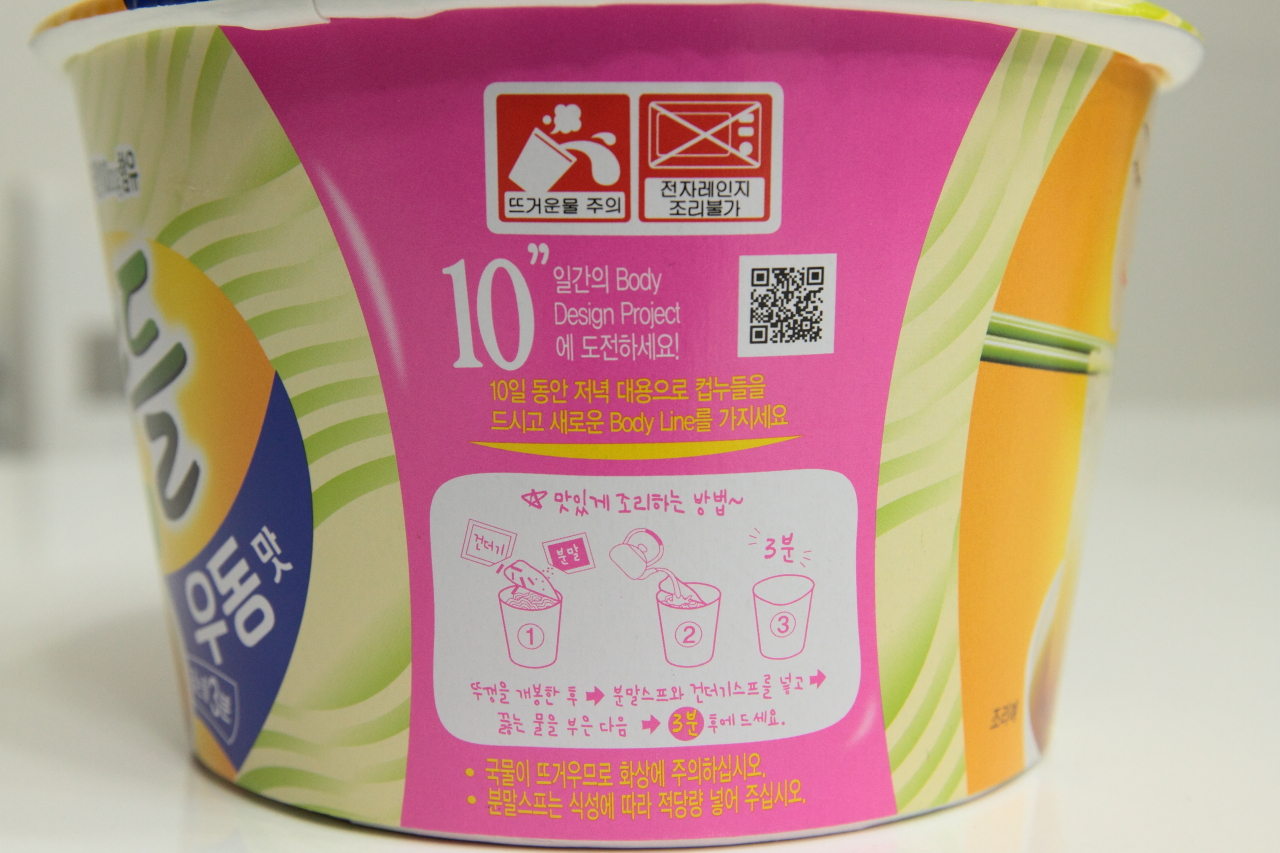 함유
들
우동
맛
3분
뜨거운물 주의
전자레인지
조리불가
10”
일간의 Body
Design Project
에 도전하세요!
10일 동안 저녁 대용으로 컵누들을
드시고 새로운 Body Line를 가지세요
맛있게 조리하는 방법~
건더기
분말
3분
1
2
3
뚜껑을 개봉한 후 ➡ 분말스프와 건더기스프를 넣고 ➡
끓는 물을 부은 다음 ➡ 3분 후에 드세요.
• 국물이 뜨거우므로 화상에 주의하십시오.
• 분말스프는 식성에 따라 적당량 넣어 주십시오.
조리예